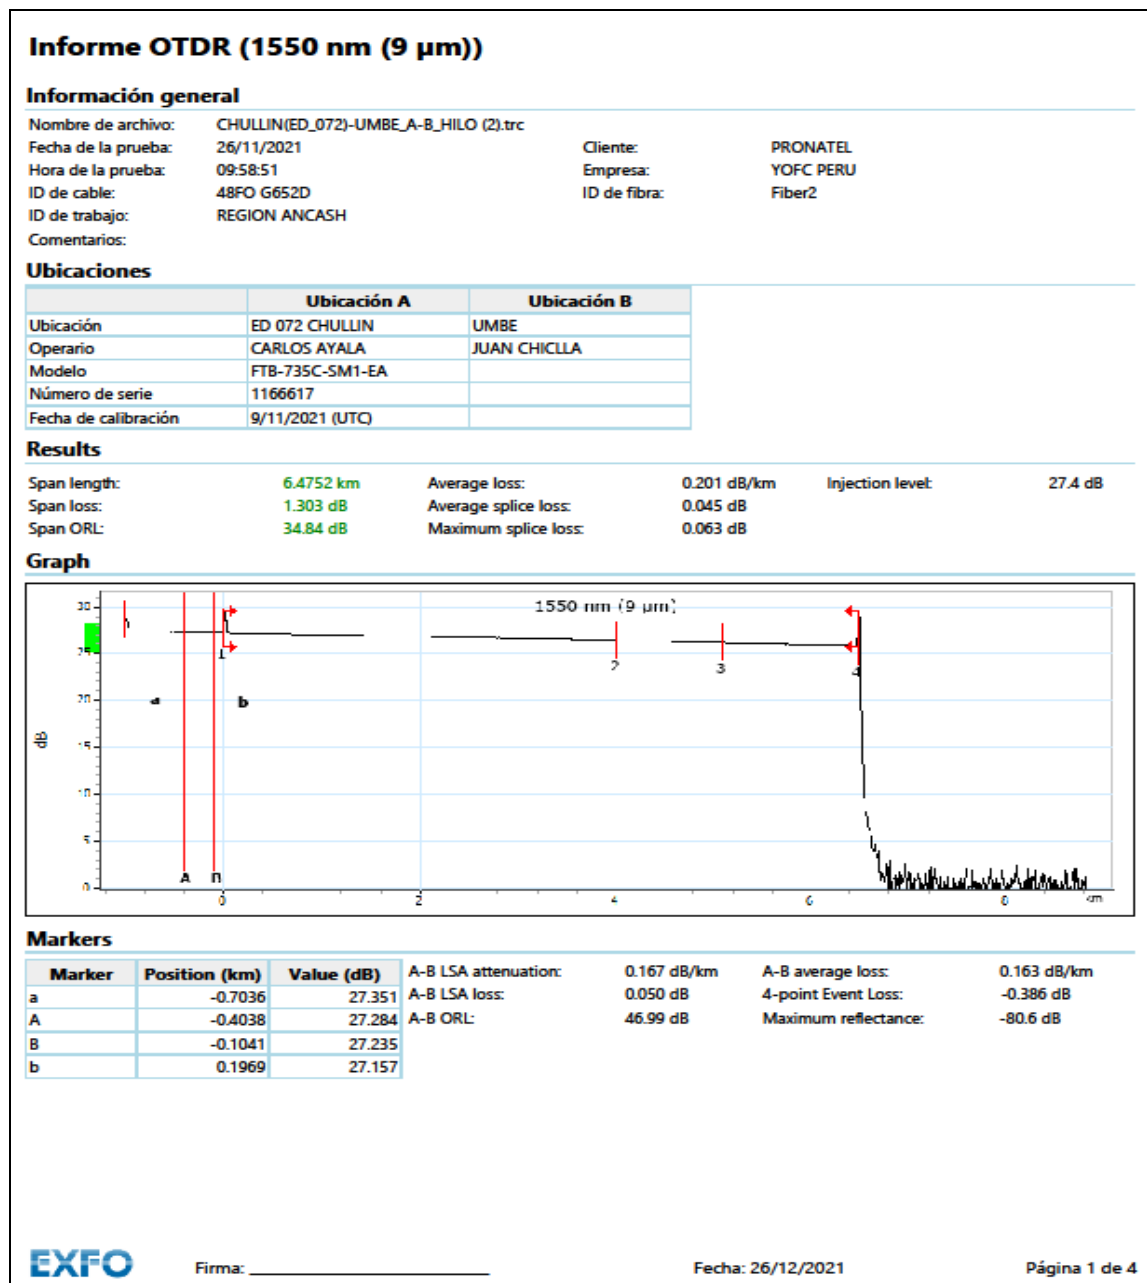 Informe OTDR (1550 nm (9 µm))
Información general
Nombre de archivo: CHULLIN(ED_072)-UMBE_A-B_HILO (2).trc
Fecha de la prueba: 26/11/2021 Cliente: PRONATEL
Hora de la prueba: 09:58:51 Empresa: YOFC PERU
ID de cable: 48FO G652D ID de fibra: Fiber2
ID de trabajo: REGION ANCASH
Comentarios:
Ubicaciones
Ubicación A Ubicación B
Ubicación ED 072 CHULLIN UMBE
Operario CARLOS AYALA JUAN CHICLLA
Modelo FTB-735C-SM1-EA
Número de serie 1166617
Fecha de calibración 9/11/2021 (UTC)
Results
Span length: 6.4752 km Average loss: 0.201 dB/km Injection level: 27.4 dB
Span loss: 1.303 dB Average splice loss: 0.045 dB
Span ORL: 34.84 dB Maximum splice loss: 0.063 dB
Graph
1550 nm (9 µm)
30
25
20
15
10
5
0
dB
1 2 3 4
a b
A B
0 2 4 6 8 km
Markers
Marker Position (km) Value (dB) A-B LSA attenuation: 0.167 dB/km A-B average loss: 0.163 dB/km
a -0.7036 27.351 A-B LSA loss: 0.050 dB 4-point Event Loss: -0.386 dB
A -0.4038 27.284 A-B ORL: 46.99 dB Maximum reflectance: -80.6 dB
B -0.1041 27.235
b 0.1969 27.157
EXFO Firma: Fecha: 26/12/2021 Página 1 de 4